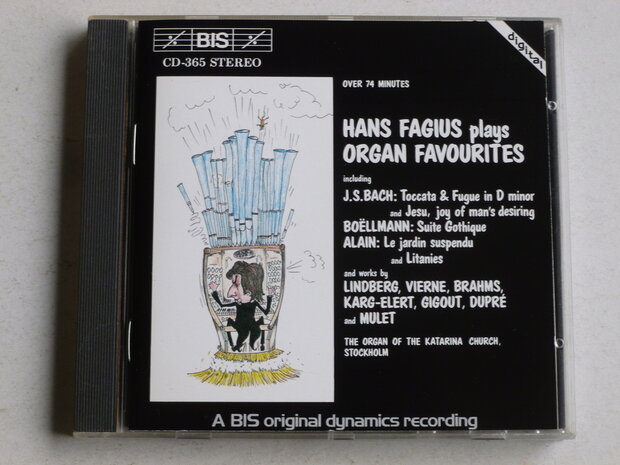 BIS
CD-365 STEREO
digital
OVER 74 MINUTES
HANS FAGIUS plays
ORGAN FAVOURITES
including
J.S.BACH: Toccata & Fugue in D minor
and Jesu, joy of man's desiring
BOËLLMANN: Suite Gothique
ALAIN: Le jardin suspendu
and Litanies
and works by
LINDBERG, VIERNE, BRAHMS,
KARG-ELERT, GIGOUT, DUPRÉ
and MULET
THE ORGAN OF THE KATARINA CHURCH,
STOCKHOLM
A BIS original dynamics recording